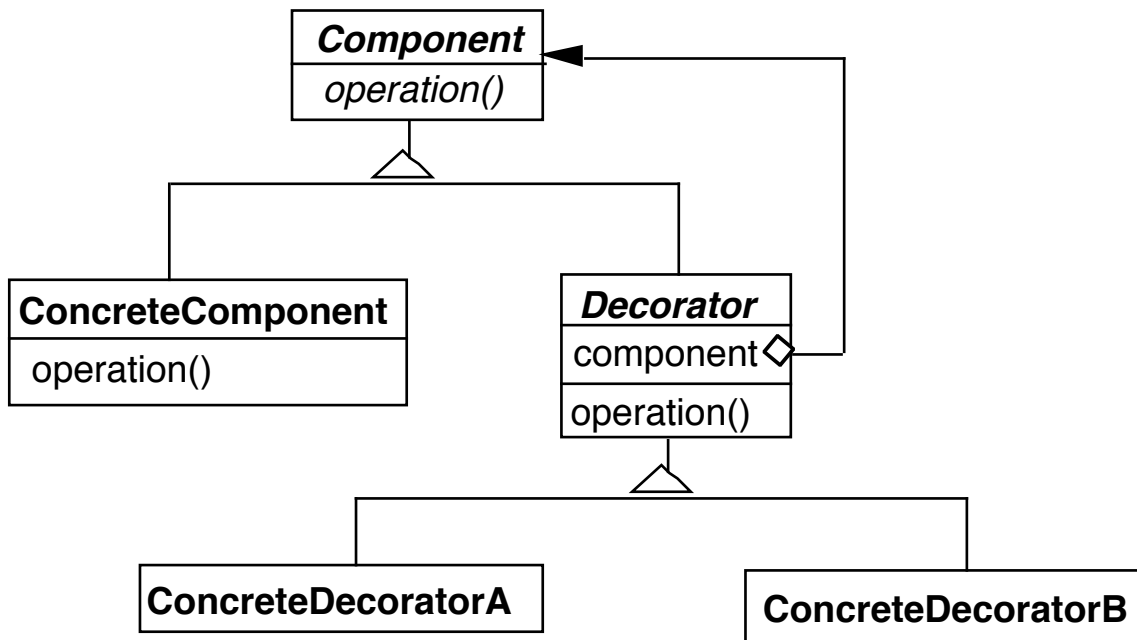 Component
operation()
ConcreteComponent
operation()
Decorator
component
operation()
ConcreteDecoratorA
ConcreteDecoratorB